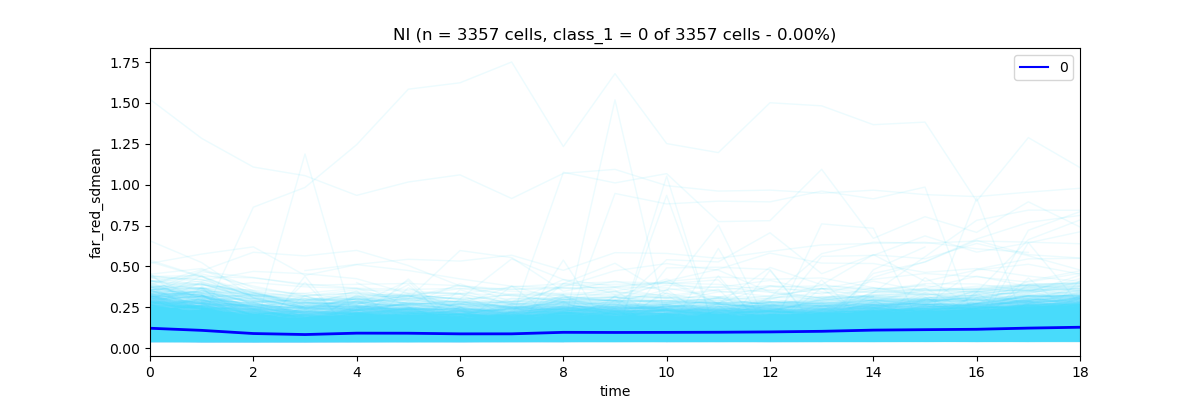 NI (n = 3357 cells, class_1 = 0 of 3357 cells - 0.00%)
0
far_red_sdmean
1.75
1.50
1.25
1.00
0.75
0.50
0.25
0.00
0 2 4 6 8 10 12 14 16 18
time